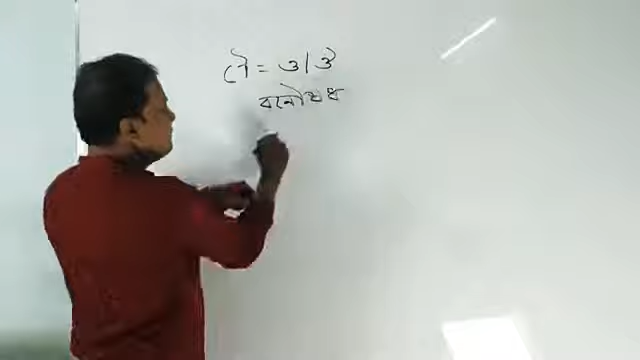 ৌ = ও/ঔ
বনৌষধ